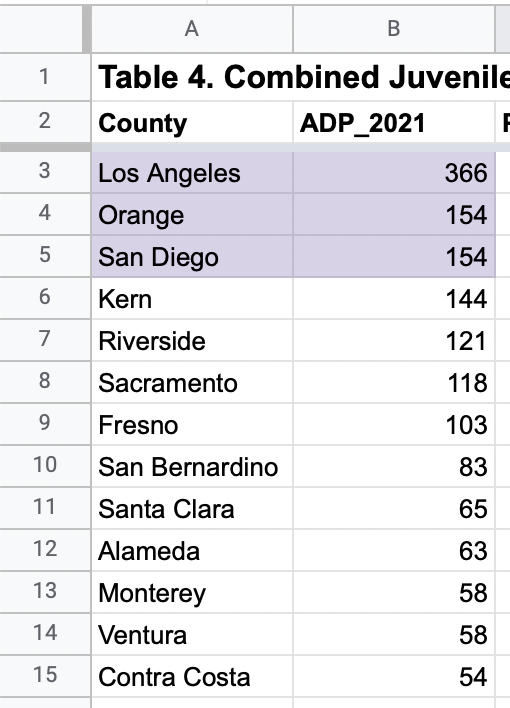 A B
1 Table 4. Combined Juvenile
2 County ADP_2021
3 Los Angeles 366
4 Orange 154
5 San Diego 154
6 Kern 144
7 Riverside 121
8 Sacramento 118
9 Fresno 103
10 San Bernardino 83
11 Santa Clara 65
12 Alameda 63
13 Monterey 58
14 Ventura 58
15 Contra Costa 54